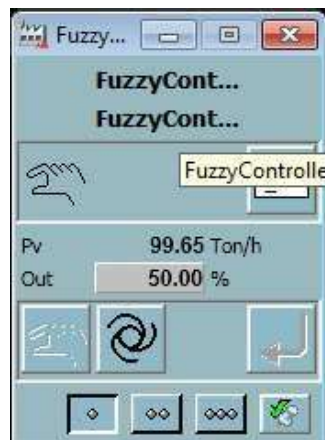 Fuzzy...
FuzzyCont...
FuzzyCont...
FuzzyControlle
Pv 99.65 Ton/h
Out 50.00 %